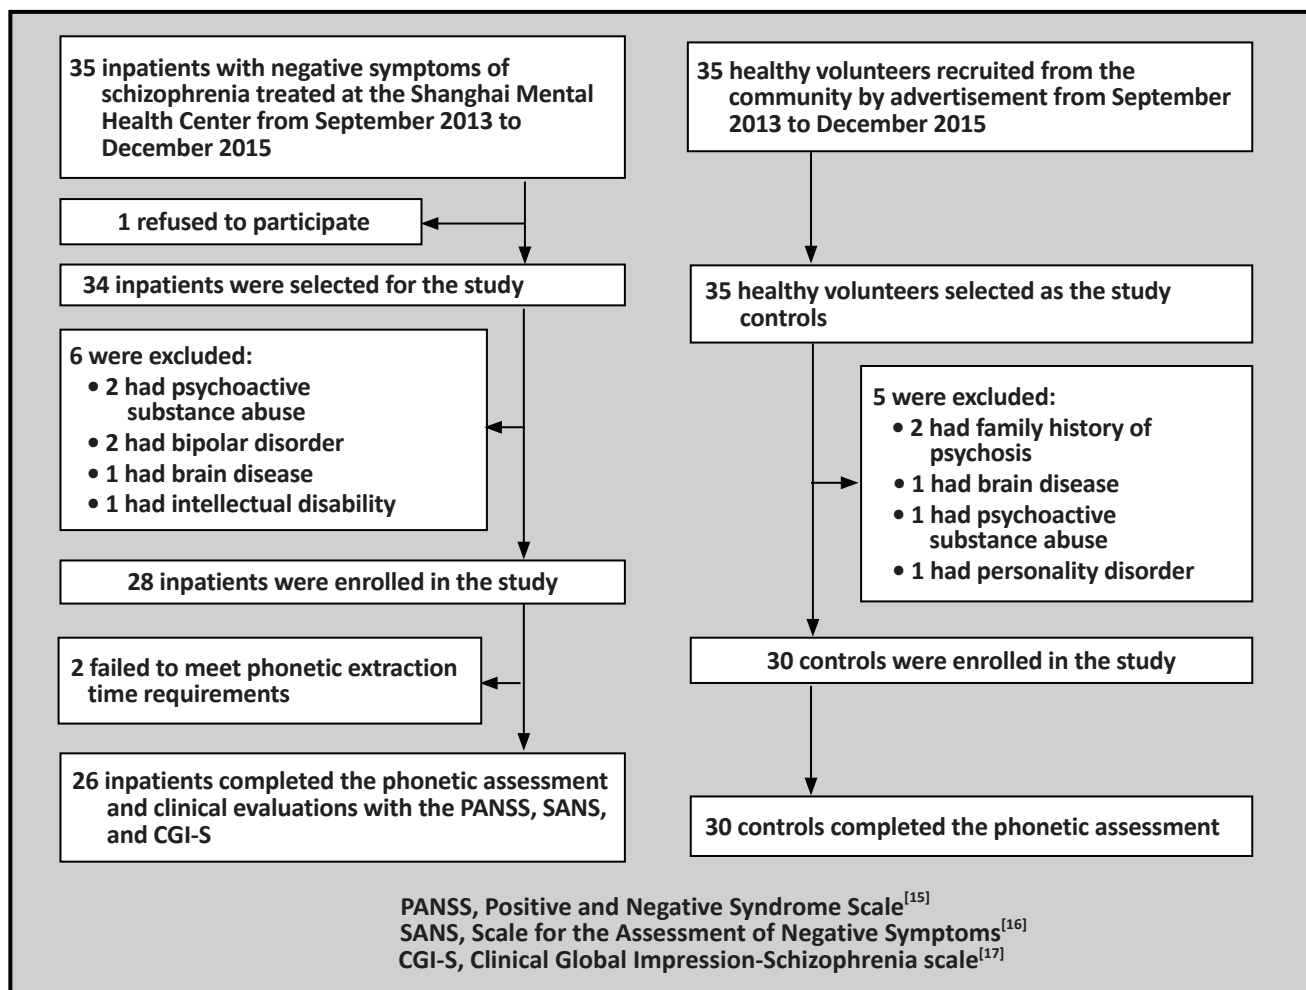 35 inpatients with negative symptoms of
schizophrenia treated at the Shanghai Mental
Health Center from September 2013 to
December 2015
1 refused to participate
34 inpatients were selected for the study
6 were excluded:
• 2 had psychoactive
substance abuse
• 2 had bipolar disorder
• 1 had brain disease
• 1 had intellectual disability
28 inpatients were enrolled in the study
2 failed to meet phonetic extraction
time requirements
26 inpatients completed the phonetic assessment
and clinical evaluations with the PANSS, SANS,
and CGI-S
35 healthy volunteers recruited from the
community by advertisement from September
2013 to December 2015
35 healthy volunteers selected as the study
controls
5 were excluded:
• 2 had family history of
psychosis
• 1 had brain disease
• 1 had psychoactive
substance abuse
• 1 had personality disorder
30 controls were enrolled in the study
30 controls completed the phonetic assessment
PANSS, Positive and Negative Syndrome Scale[15]
SANS, Scale for the Assessment of Negative Symptoms[16]
CGI-S, Clinical Global Impression-Schizophrenia scale[17]